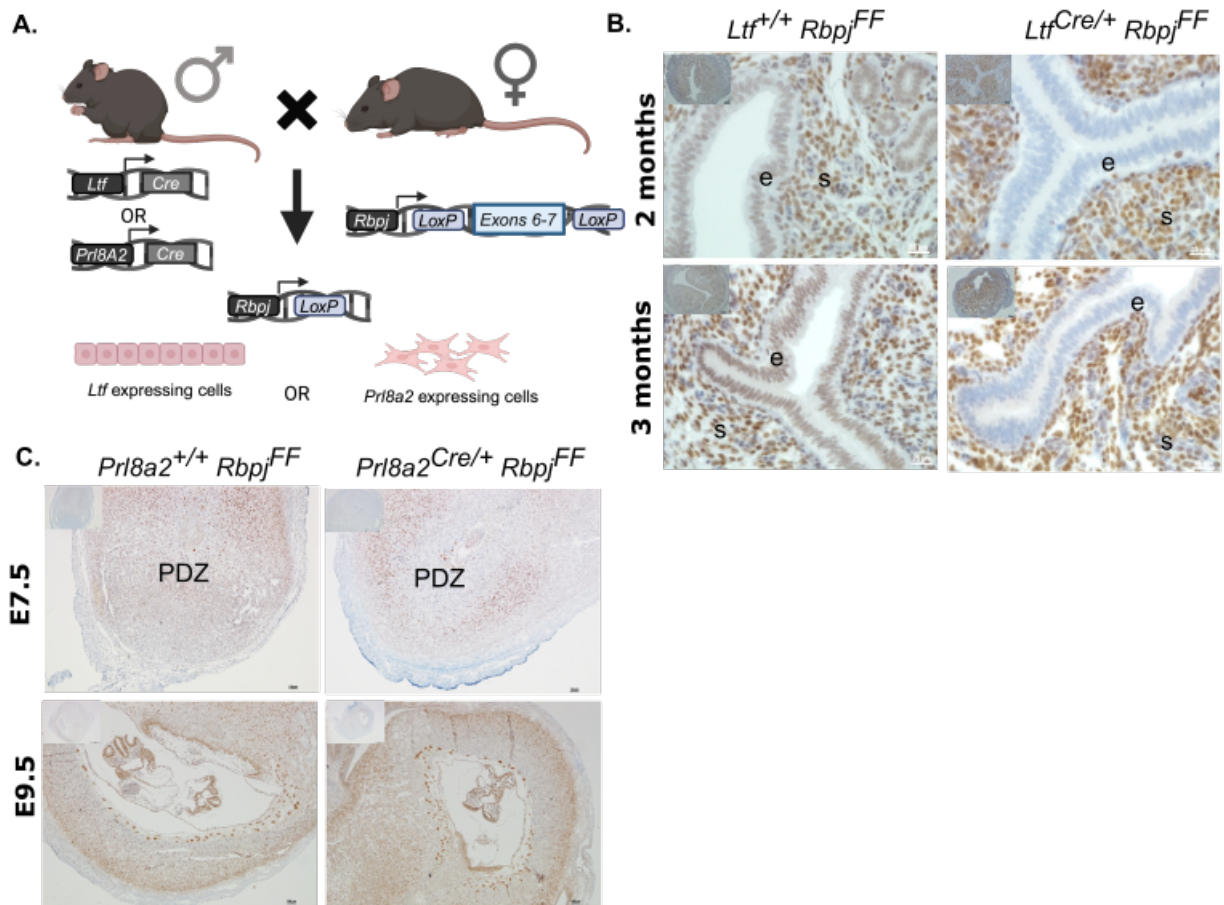 A.
Ltf
Cre
OR
Prl8A2
Cre
Rbpj
LoxP
Exons 6-7
LoxP
Rbpj
LoxP
Ltf expressing cells
OR
Prl8a2 expressing cells
B.
Ltf+/+ RbpjFF
LtfCre/+ RbpjFF
2 months
e
s
e
s
3 months
e
s
e
s
C.
Prl8a2+/+ RbpjFF
Prl8a2Cre/+ RbpjFF
E7.5
PDZ
PDZ
E9.5